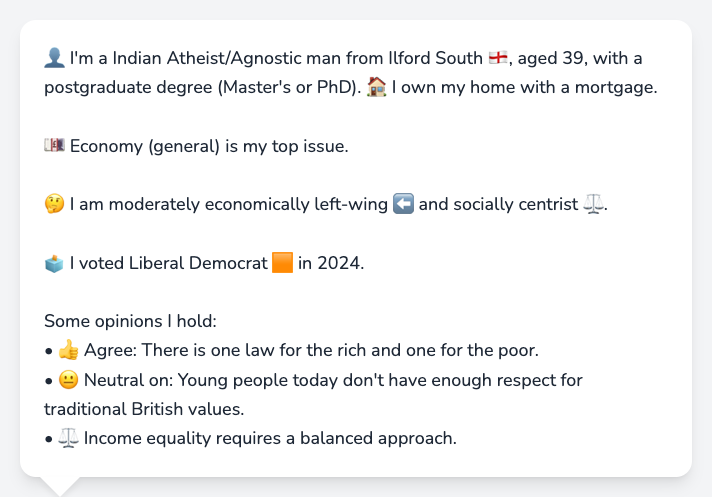 👤 I'm a Indian Atheist/Agnostic man from Ilford South 🏴󠁧󠁢󠁥󠁮󠁧󠁿, aged 39, with a
postgraduate degree (Master's or PhD). 🏠 I own my home with a mortgage.
💷 Economy (general) is my top issue.
🤔 I am moderately economically left-wing ⬅️ and socially centrist ⚖️.
🗳️ I voted Liberal Democrat 🟧 in 2024.
Some opinions I hold:
• 👍 Agree: There is one law for the rich and one for the poor.
• 😐 Neutral on: Young people today don't have enough respect for
traditional British values.
• ⚖️ Income equality requires a balanced approach.